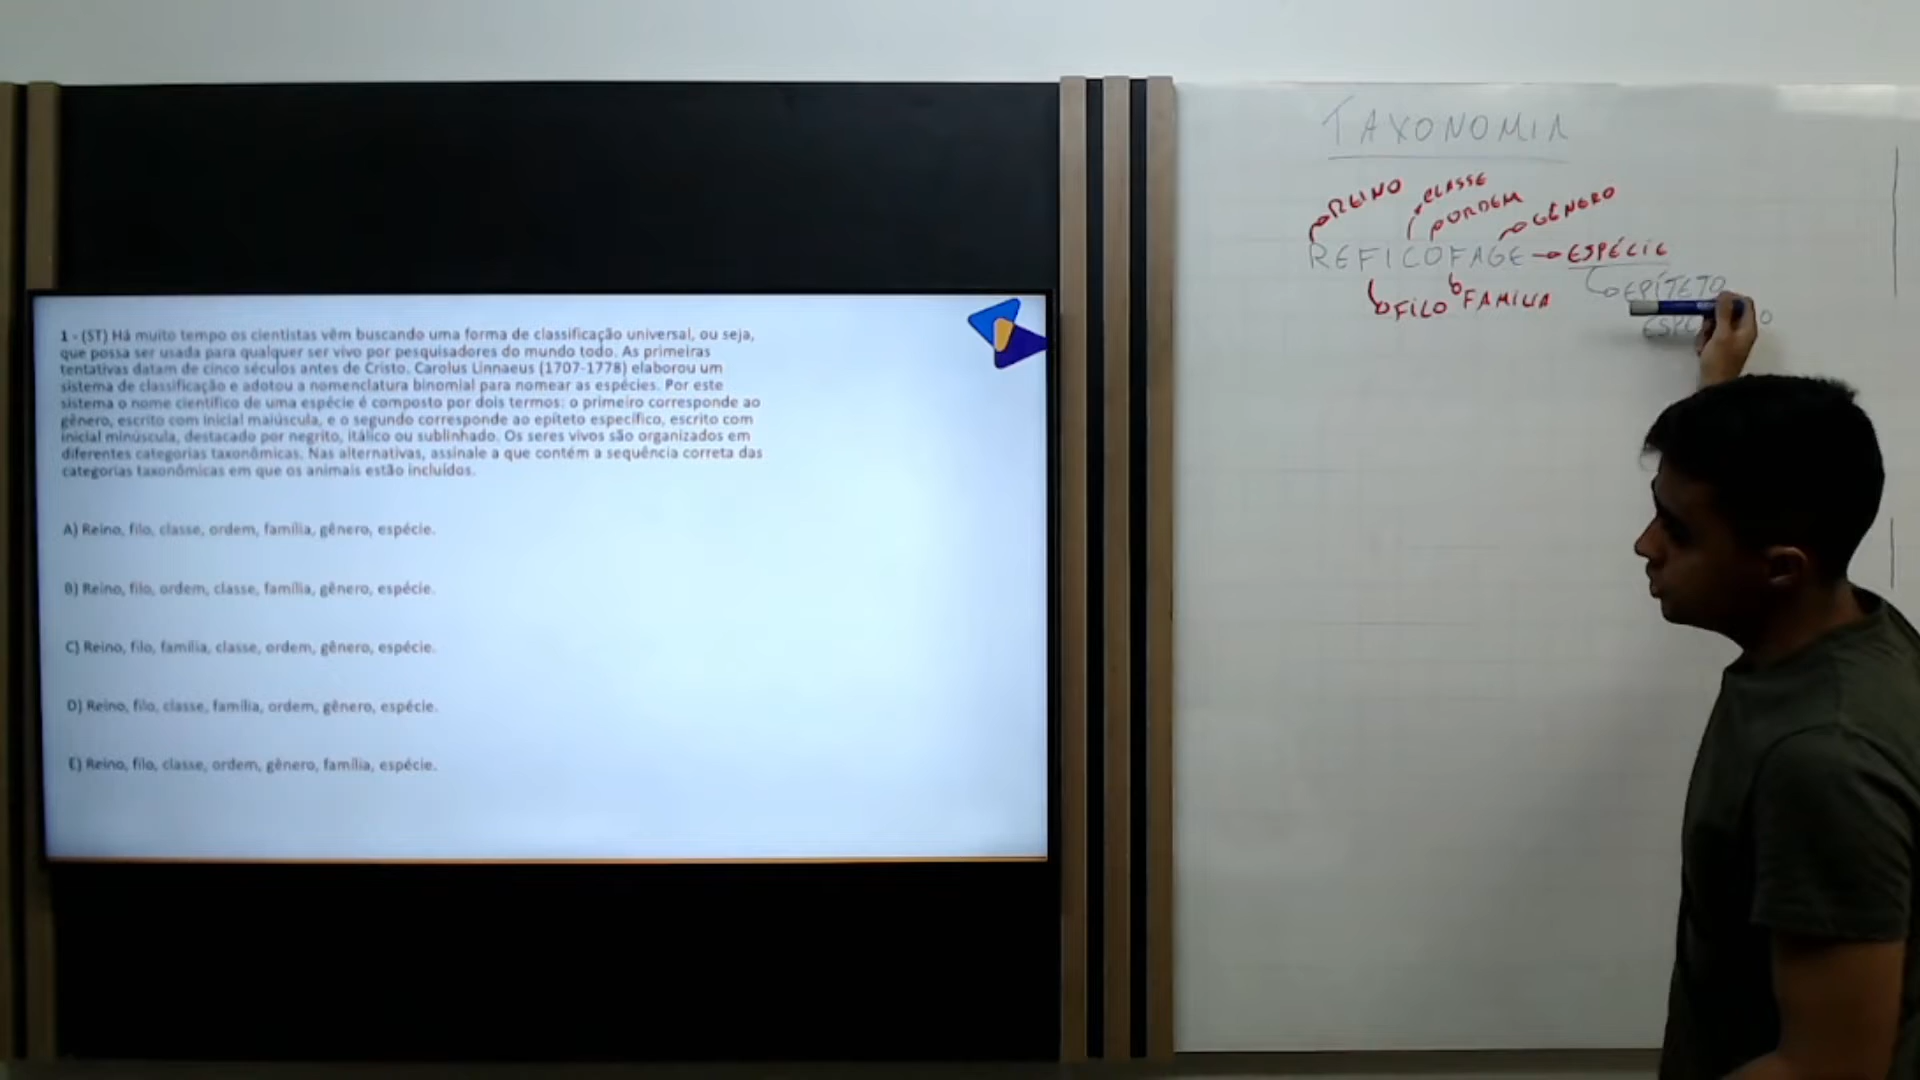 1 - (ST) Há muito tempo os cientistas vêm buscando uma forma de classificação universal, ou seja,
que possa ser usada para qualquer ser vivo por pesquisadores do mundo todo. As primeiras
tentativas datam de cinco séculos antes de Cristo. Carolus Linnaeus (1707-1778) elaborou um
sistema de classificação e adotou a nomenclatura binomial para nomear as espécies. Por este
sistema o nome científico de uma espécie é composto por dois termos: o primeiro corresponde ao
gênero, escrito com inicial maiúscula, e o segundo corresponde ao epíteto específico, escrito com
inicial minúscula, destacado por negrito, itálico ou sublinhado. Os seres vivos são organizados em
diferentes categorias taxonômicas. Nas alternativas, assinale a que contém a sequência correta das
categorias taxonômicas em que os animais estão incluídos.
A) Reino, filo, classe, ordem, família, gênero, espécie.
B) Reino, filo, ordem, classe, família, gênero, espécie.
C) Reino, filo, família, classe, ordem, gênero, espécie.
D) Reino, filo, classe, família, ordem, gênero, espécie.
E) Reino, filo, classe, ordem, gênero, família, espécie.
TAXONOMIA
REINO CLASSE
ORDEM GÊNERO
REFICOFAGE → ESPÉCIE
FILO FAMILIA
EPÍTETO